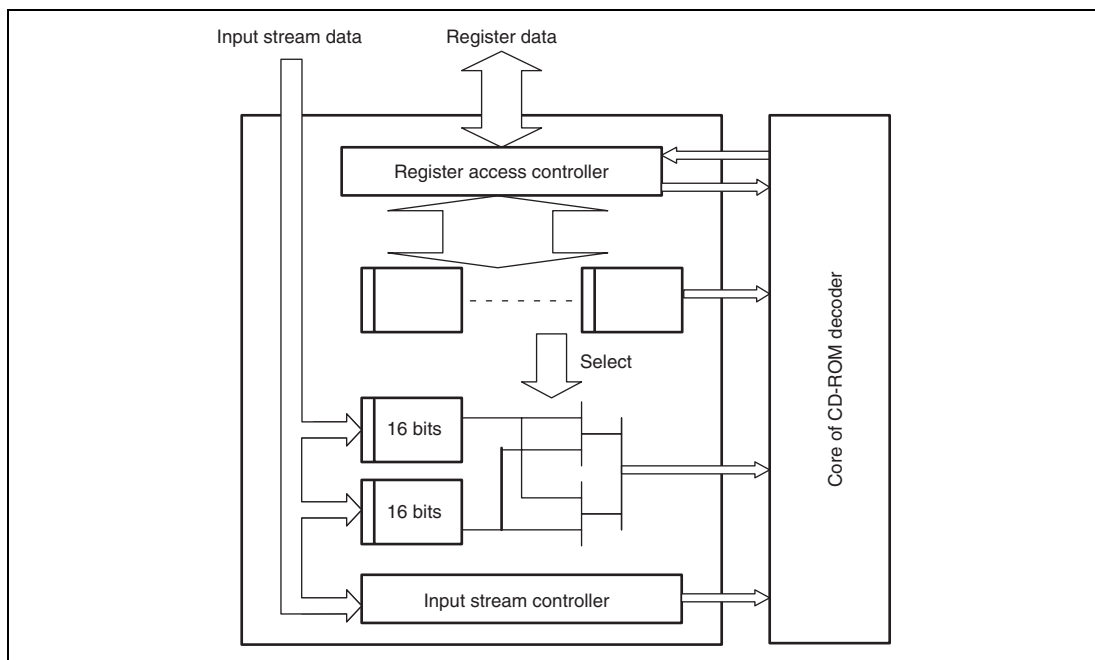 Input stream data
Register data
Register access controller
Select
16 bits
16 bits
Input stream controller
Core of CD-ROM decoder